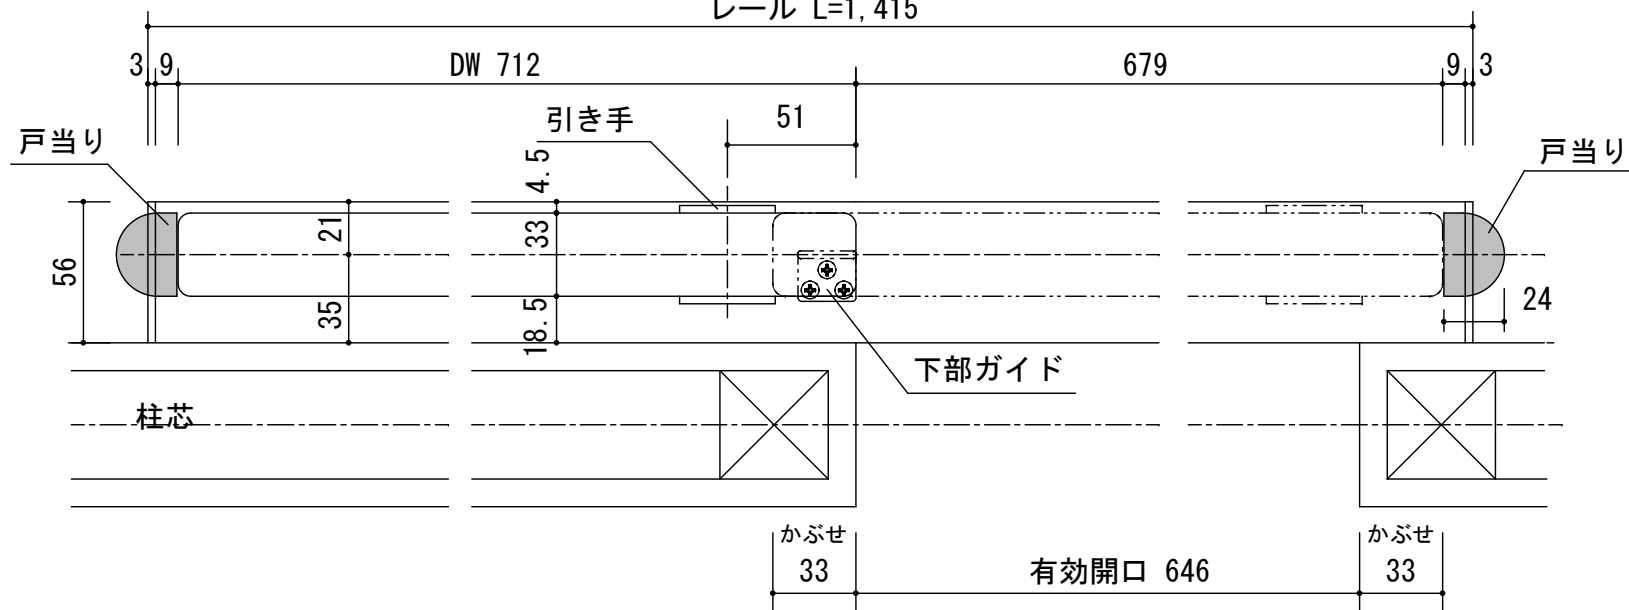 レール L=1,415
3 9 DW 712 679 9 3
引き手 51
戸当り
戸当り
4.5
21
33
56
35
18.5
24
下部ガイド
柱芯
かぶせ かぶせ
33 有効開口 646 33